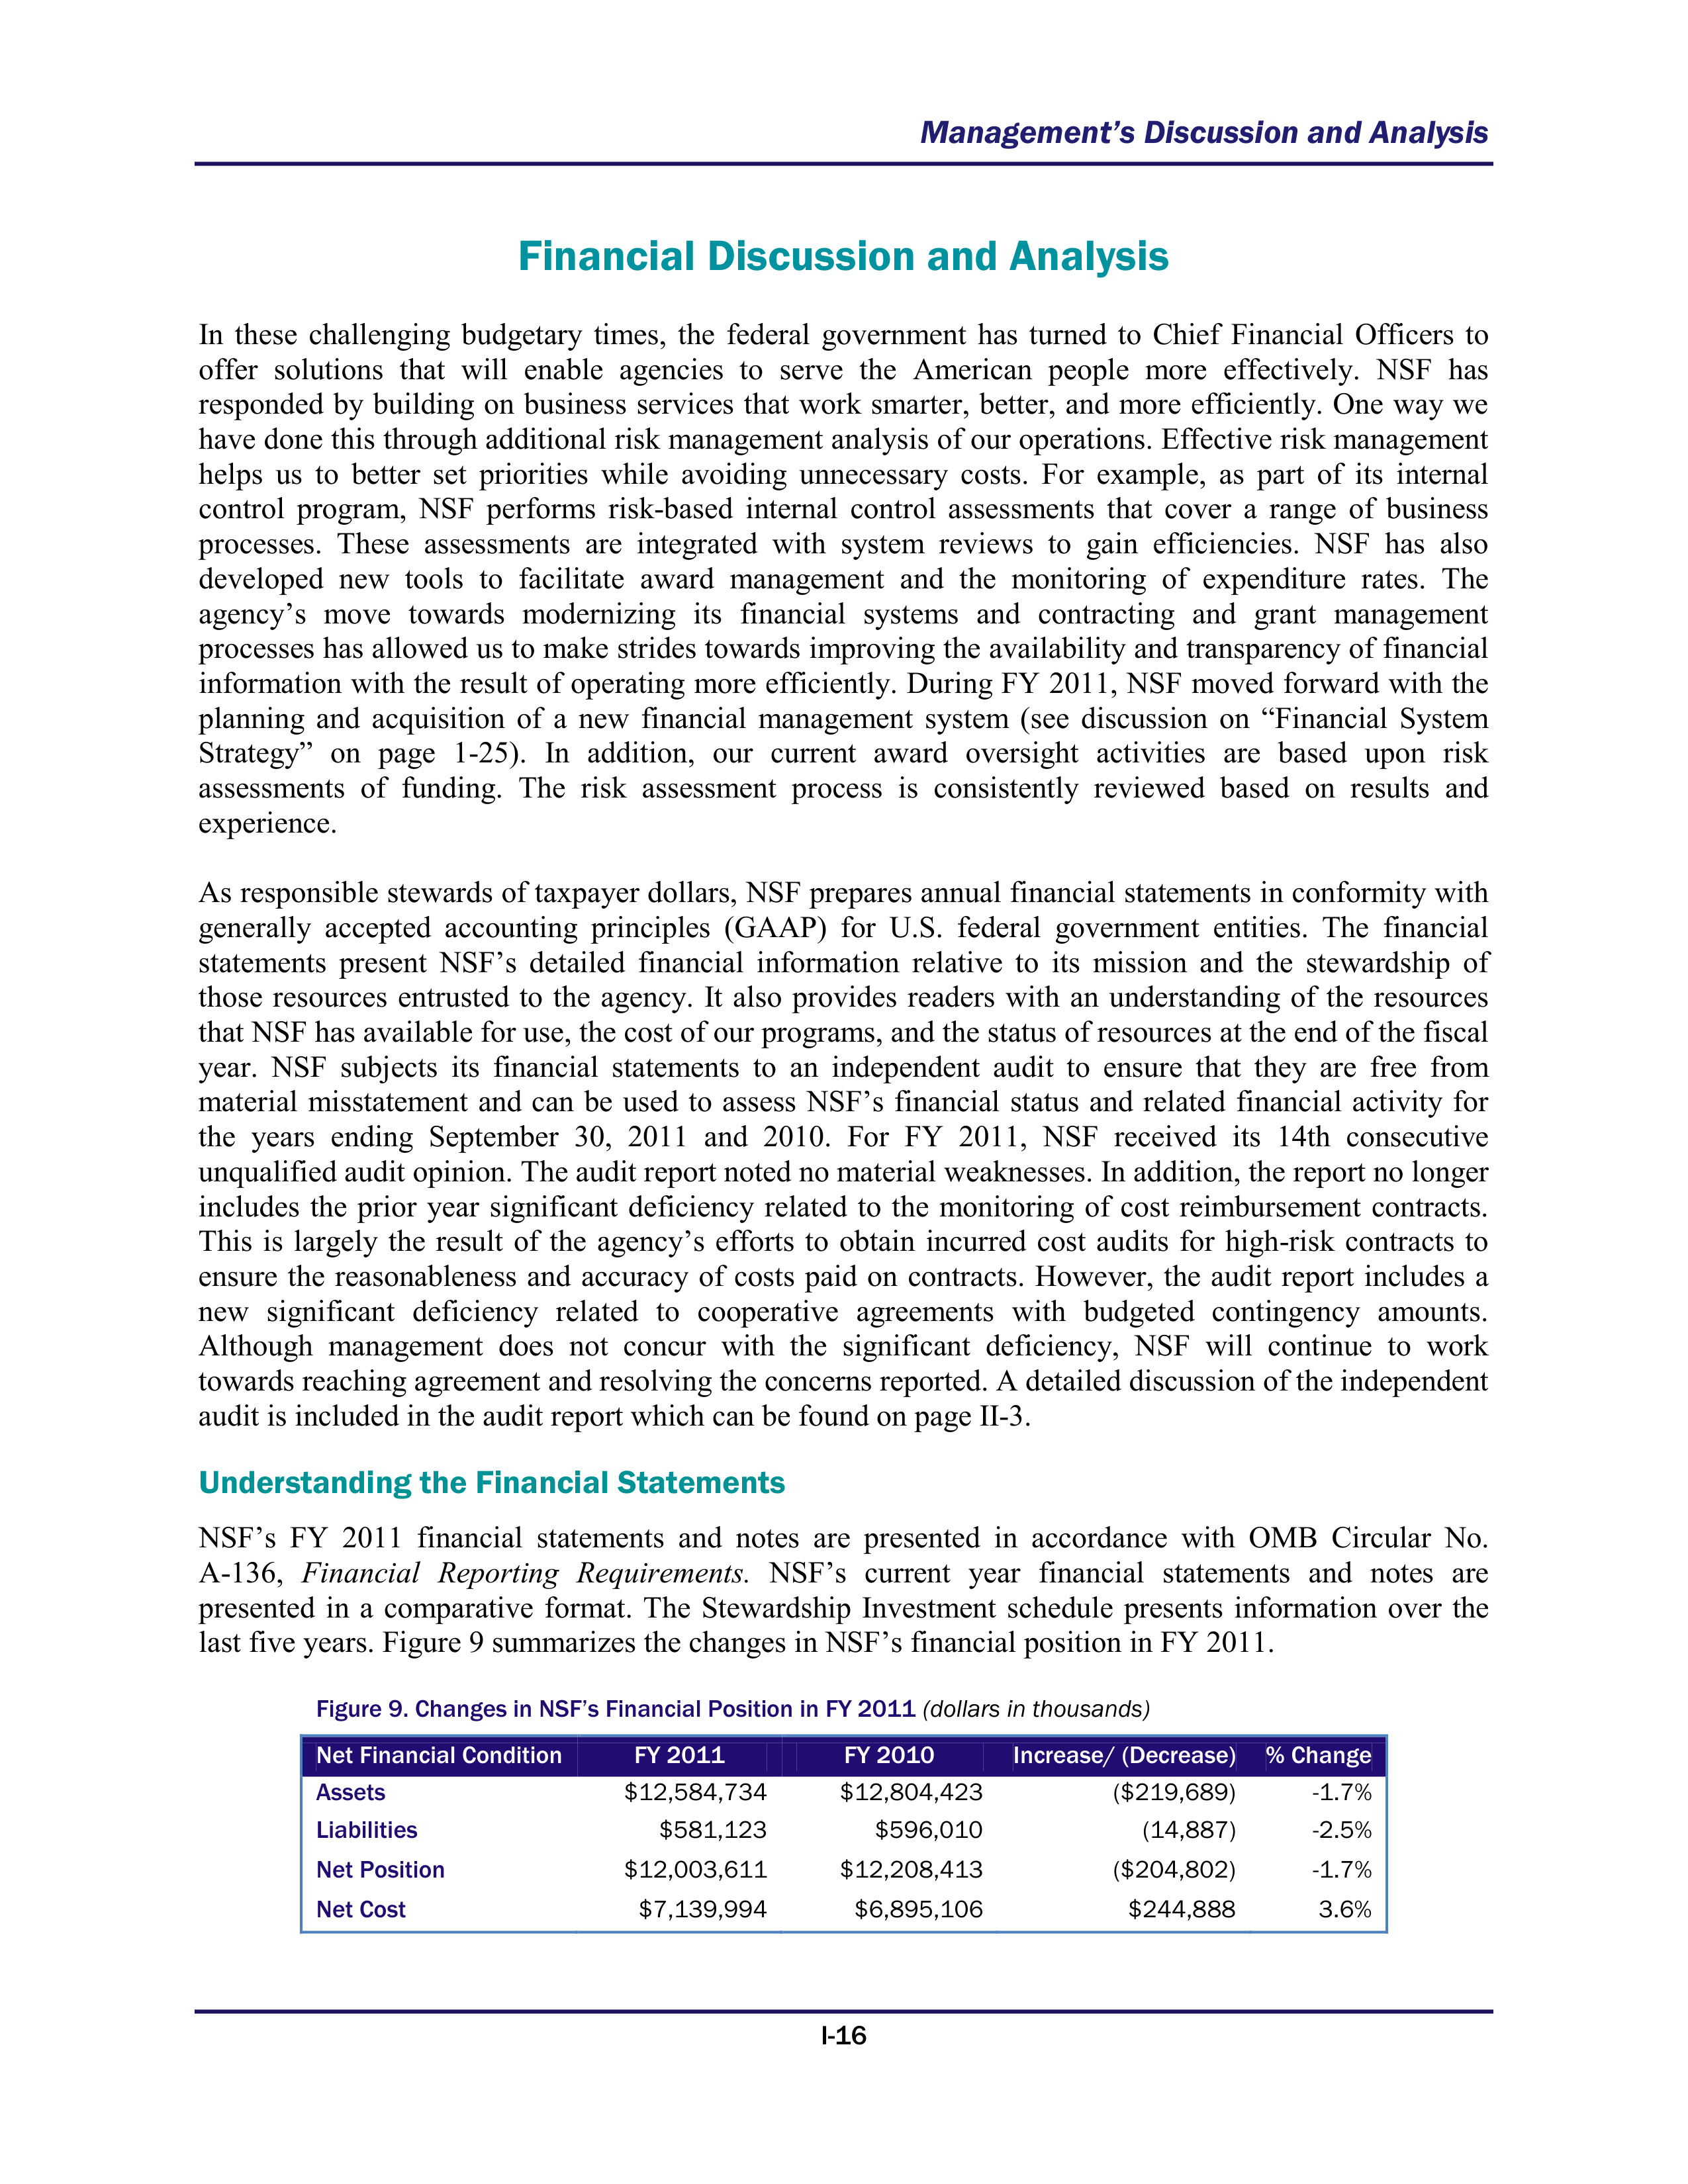 Management’s Discussion and Analysis
Financial Discussion and Analysis
In these challenging budgetary times, the federal government has turned to Chief Financial Officers to
offer solutions that will enable agencies to serve the American people more effectively. NSF has
responded by building on business services that work smarter, better, and more efficiently. One way we
have done this through additional risk management analysis of our operations. Effective risk management
helps us to better set priorities while avoiding unnecessary costs. For example, as part of its internal
control program, NSF performs risk-based internal control assessments that cover a range of business
processes. These assessments are integrated with system reviews to gain efficiencies. NSF has also
developed new tools to facilitate award management and the monitoring of expenditure rates. The
agency’s move towards modernizing its financial systems and contracting and grant management
processes has allowed us to make strides towards improving the availability and transparency of financial
information with the result of operating more efficiently. During FY 2011, NSF moved forward with the
planning and acquisition of a new financial management system (see discussion on “Financial System
Strategy” on page 1-25). In addition, our current award oversight activities are based upon risk
assessments of funding. The risk assessment process is consistently reviewed based on results and
experience.
As responsible stewards of taxpayer dollars, NSF prepares annual financial statements in conformity with
generally accepted accounting principles (GAAP) for U.S. federal government entities. The financial
statements present NSF’s detailed financial information relative to its mission and the stewardship of
those resources entrusted to the agency. It also provides readers with an understanding of the resources
that NSF has available for use, the cost of our programs, and the status of resources at the end of the fiscal
year. NSF subjects its financial statements to an independent audit to ensure that they are free from
material misstatement and can be used to assess NSF’s financial status and related financial activity for
the years ending September 30, 2011 and 2010. For FY 2011, NSF received its 14th consecutive
unqualified audit opinion. The audit report noted no material weaknesses. In addition, the report no longer
includes the prior year significant deficiency related to the monitoring of cost reimbursement contracts.
This is largely the result of the agency’s efforts to obtain incurred cost audits for high-risk contracts to
ensure the reasonableness and accuracy of costs paid on contracts. However, the audit report includes a
new significant deficiency related to cooperative agreements with budgeted contingency amounts.
Although management does not concur with the significant deficiency, NSF will continue to work
towards reaching agreement and resolving the concerns reported. A detailed discussion of the independent
audit is included in the audit report which can be found on page II-3.
Understanding the Financial Statements
NSF’s FY 2011 financial statements and notes are presented in accordance with OMB Circular No.
A-136, Financial Reporting Requirements. NSF’s current year financial statements and notes are
presented in a comparative format. The Stewardship Investment schedule presents information over the
last five years. Figure 9 summarizes the changes in NSF’s financial position in FY 2011.
Figure 9. Changes in NSF’s Financial Position in FY 2011 (dollars in thousands)
Net Financial Condition FY 2011 FY 2010 Increase/ (Decrease) % Change
Assets $12,584,734 $12,804,423 ($219,689) -1.7%
Liabilities $581,123 $596,010 (14,887) -2.5%
Net Position $12,003,611 $12,208,413 ($204,802) -1.7%
Net Cost $7,139,994 $6,895,106 $244,888 3.6%
I-16